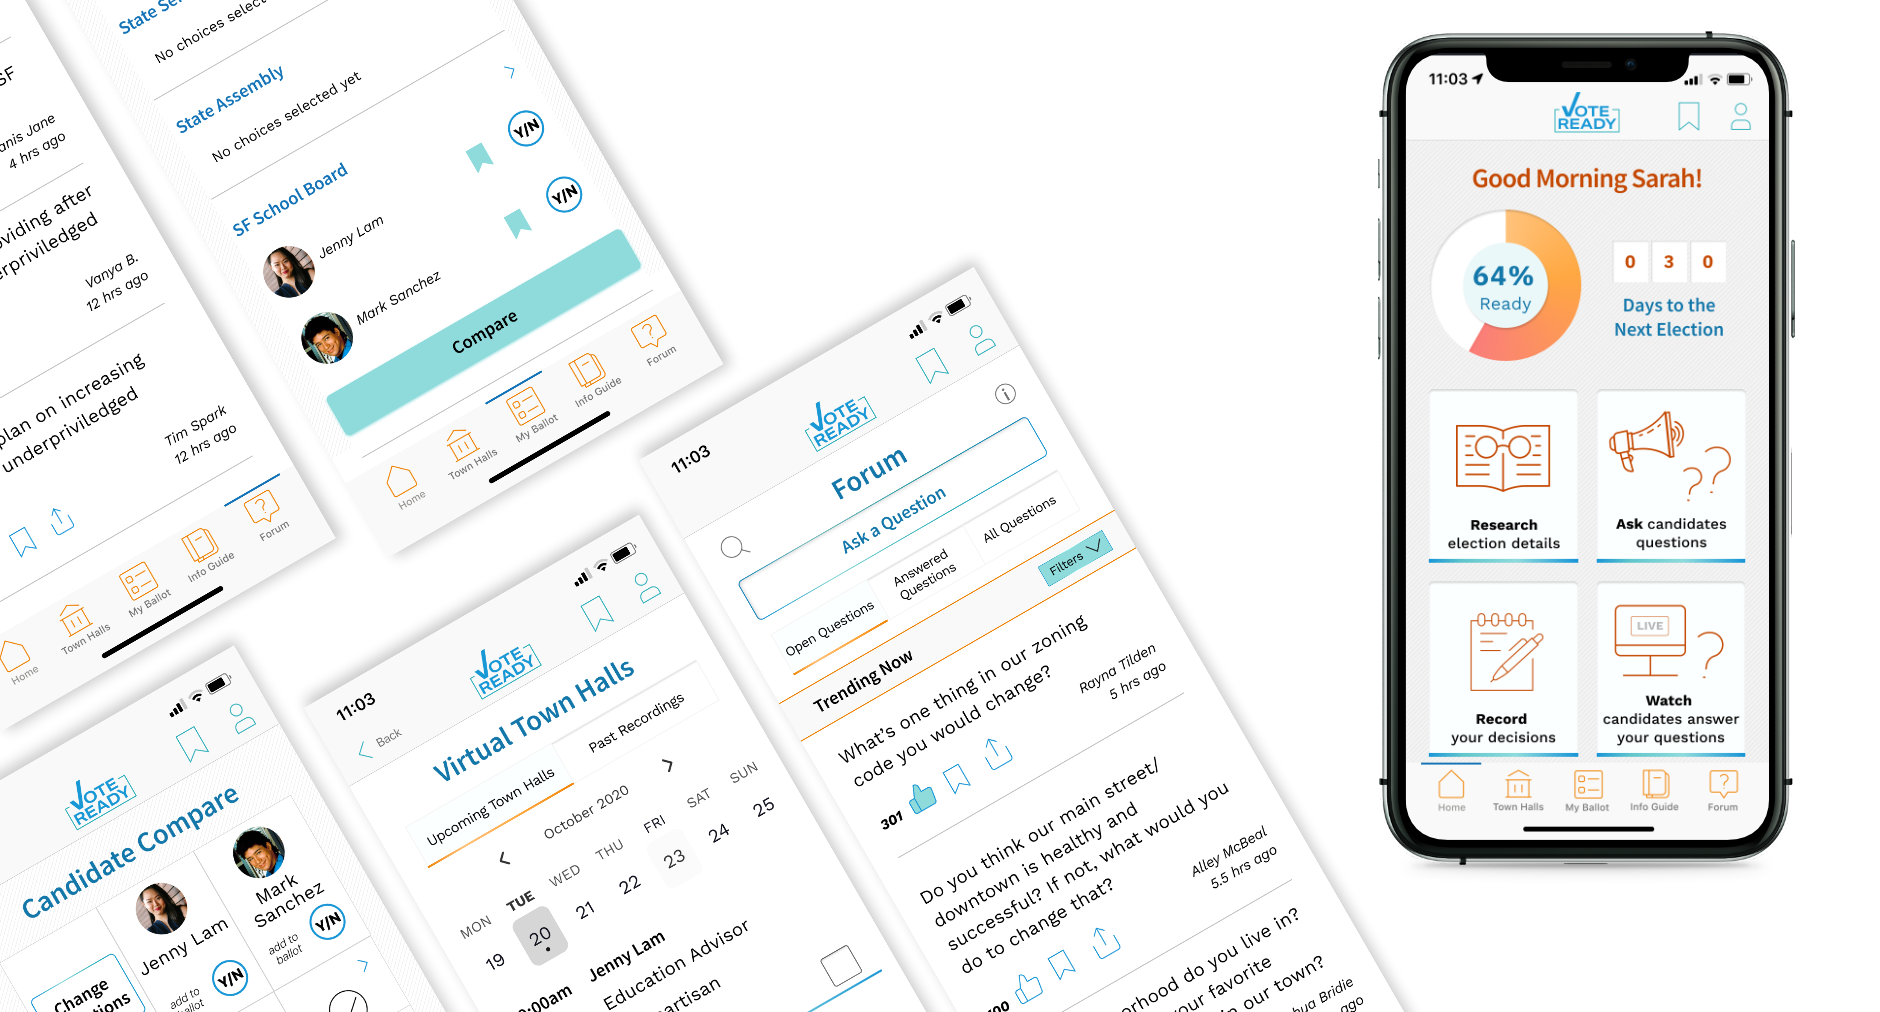 SF
anis Jane
4 hrs ago
viding after
erpriviledged
Vanya B.
12 hrs ago
plan on increasing
underpriviledged
Tim Spark
12 hrs ago
Home
Town Halls
My Ballot
Info Guide
Forum
State Se
No choices select
State Assembly
No choices selected yet
SF School Board
Jenny Lam
Y/N
Mark Sanchez
Y/N
Compare
Home
Town Halls
My Ballot
Info Guide
Forum
VOTE
READY
Candidate Compare
Change
tions
Jenny Lam
add to
ballot
Y/N
Mark
Sanchez
add to
ballot
Y/N
11:03
Back
VOTE
READY
Virtual Town Halls
Upcoming Town Halls
Past Recordings
October 2020
MON
TUE
WED
THU
FRI
SAT
SUN
19
20
21
22
23
24
25
:00am
Jenny Lam
Education Advisor
partisan
11:03
VOTE
READY
Forum
Ask a Question
Open Questions
Answered
Questions
All Questions
Trending Now
Filters
What's one thing in our zoning
code you would change?
Rayna Tilden
5 hrs ago
301
Do you think our main street/
downtown is healthy and
successful? If not, what would you
do to change that?
Alley McBeal
5.5 hrs ago
orhood do you live in?
our favorite
in our town?
hua Bridie
ago
11:03
VOTE
READY
Good Morning Sarah!
64%
Ready
0 3 0
Days to the
Next Election
Research
election details
Ask candidates
questions
Record
your decisions
LIVE
Watch
candidates answer
your questions
Home
Town Halls
My Ballot
Info Guide
Forum